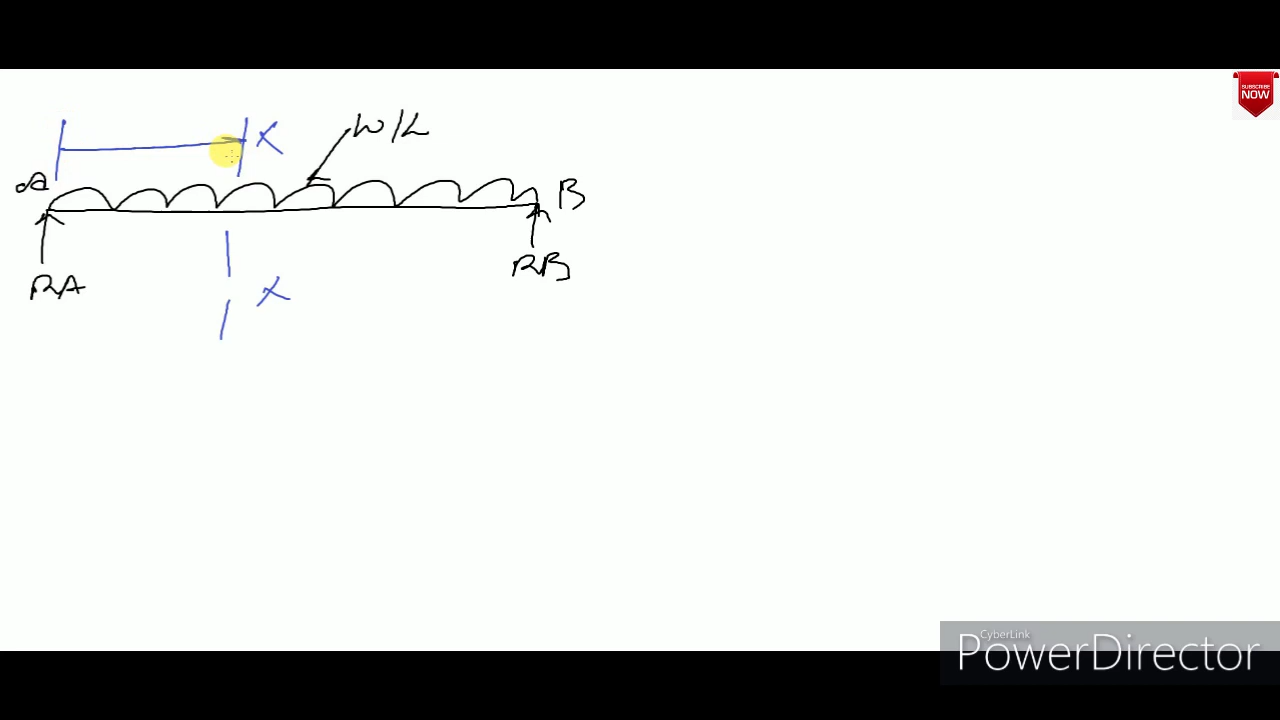 SUBSCRIBE
NOW
X
W/L
a
B
RA
RB
X
CyberLink
PowerDirector